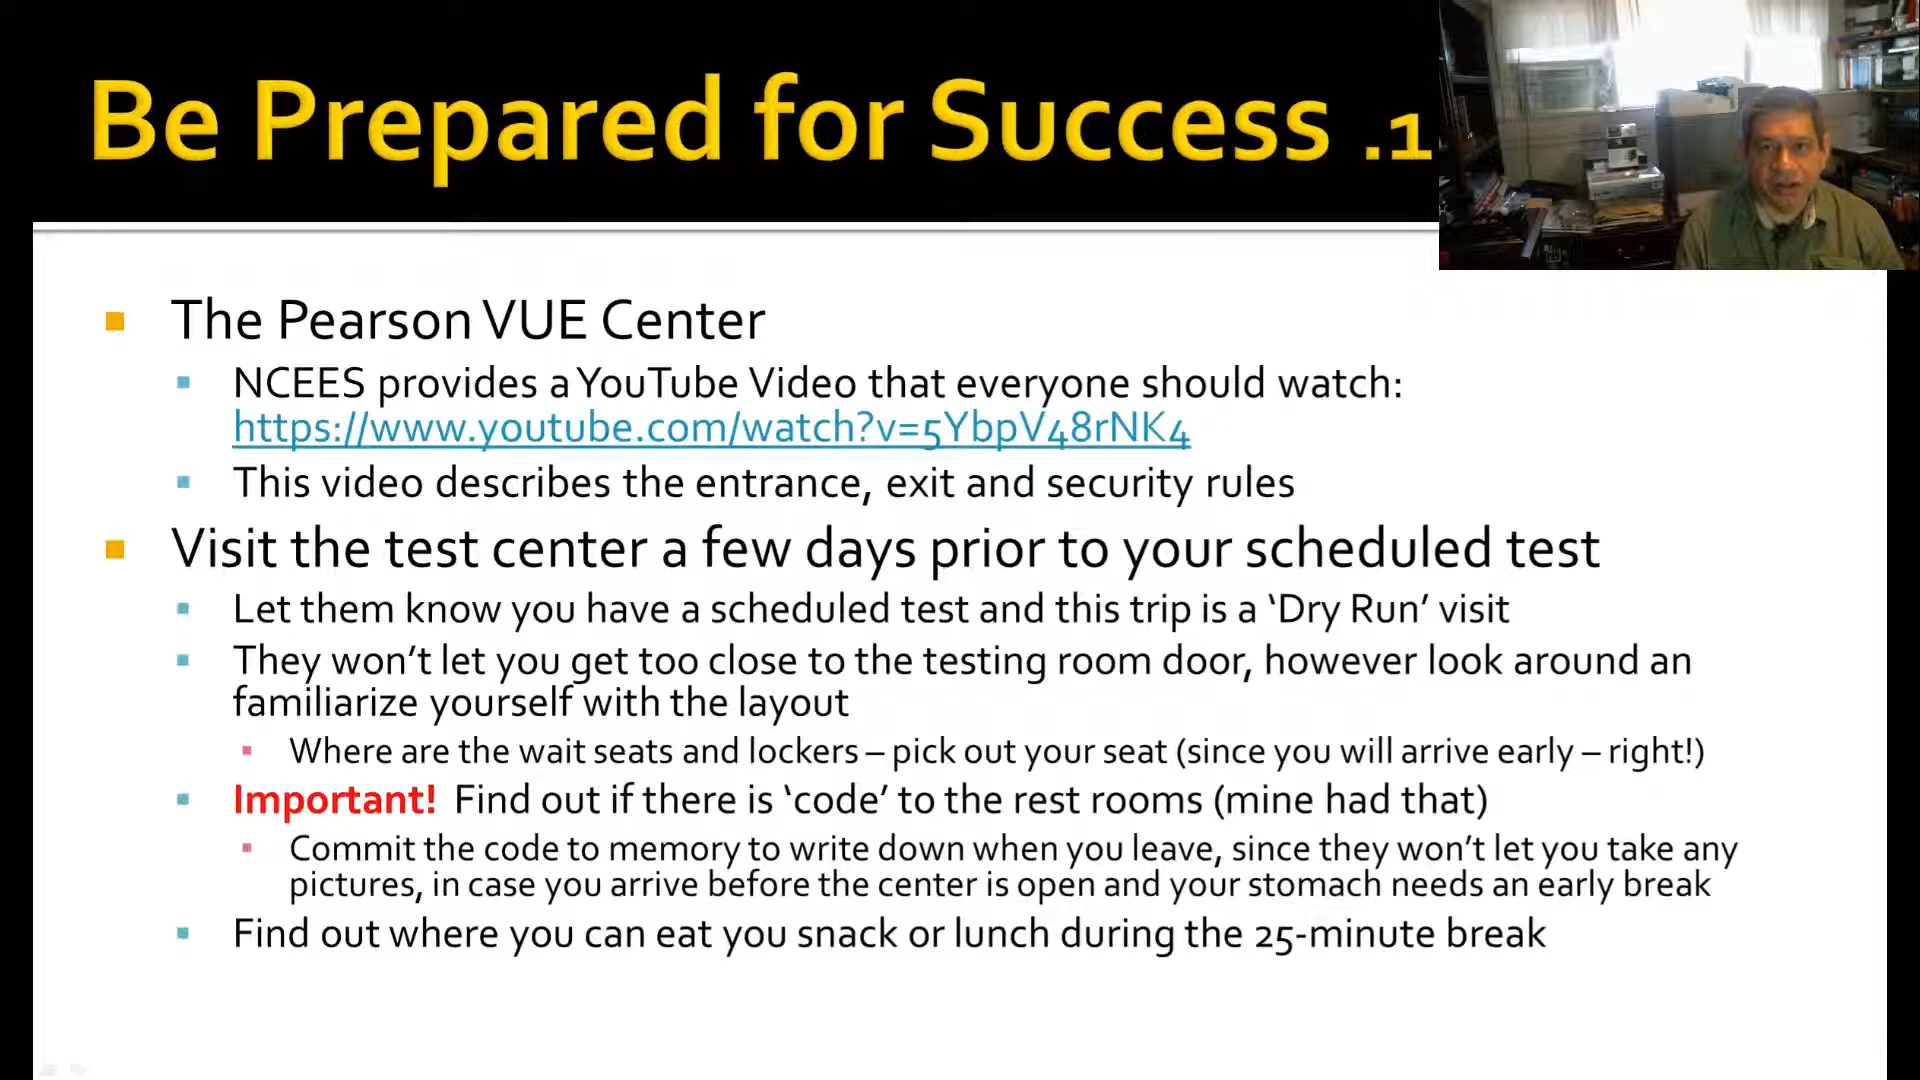 Be Prepared for Success .1
The Pearson VUE Center
NCEES provides a YouTube Video that everyone should watch:
https://www.youtube.com/watch?v=5YbpV48rNK4
This video describes the entrance, exit and security rules
Visit the test center a few days prior to your scheduled test
Let them know you have a scheduled test and this trip is a ‘Dry Run’ visit
They won’t let you get too close to the testing room door, however look around an
familiarize yourself with the layout
Where are the wait seats and lockers – pick out your seat (since you will arrive early – right!)
Important! Find out if there is ‘code’ to the rest rooms (mine had that)
Commit the code to memory to write down when you leave, since they won’t let you take any
pictures, in case you arrive before the center is open and your stomach needs an early break
Find out where you can eat you snack or lunch during the 25-minute break